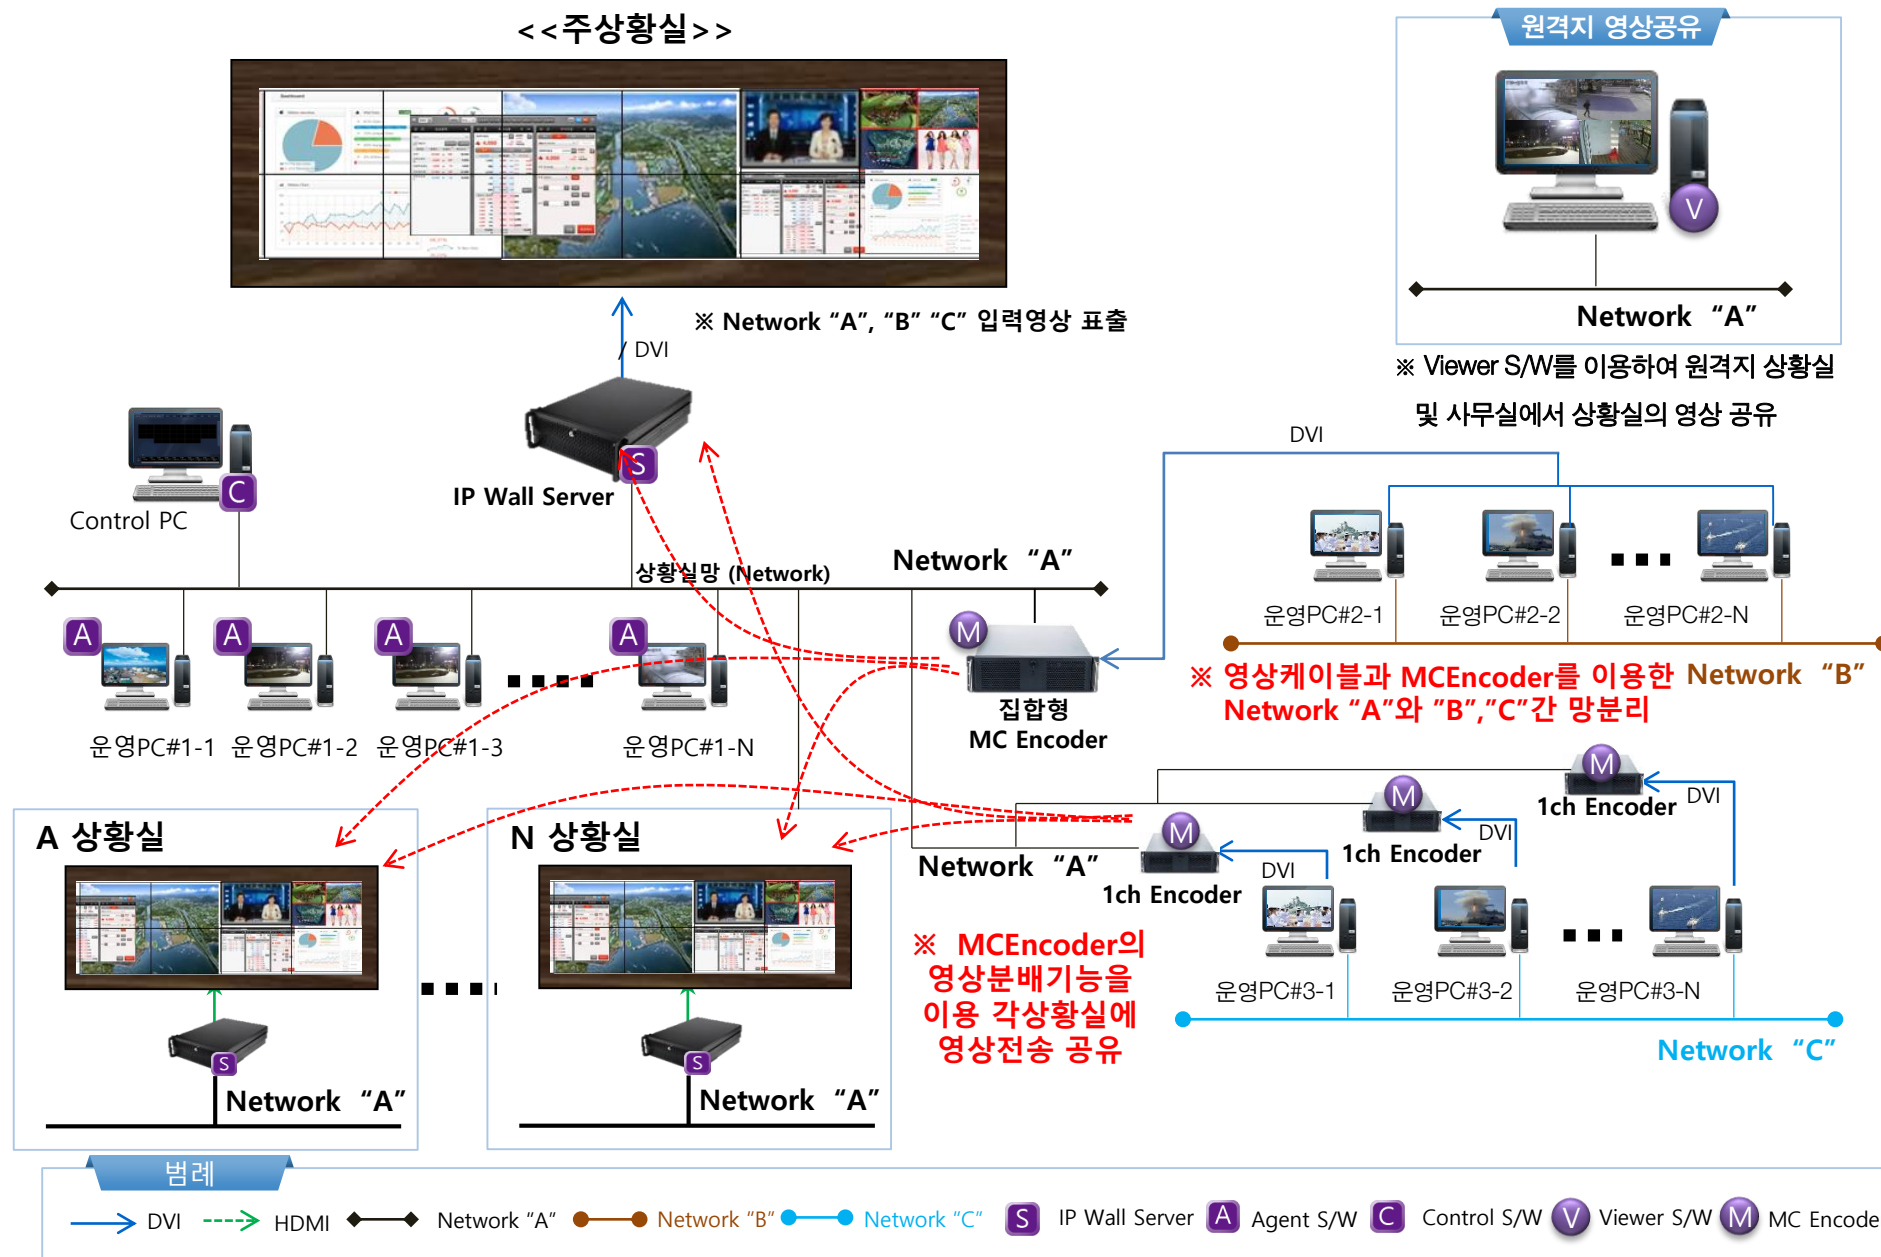 <<주상황실>>
원격지 영상공유
Dashboard
※ Network “A”, “B” “C” 입력영상 표출
/ DVI
V
Network “A”
※ Viewer S/W를 이용하여 원격지 상황실
및 사무실에서 상황실의 영상 공유
DVI
S
C
IP Wall Server
Control PC
Network “A”
상황실망 (Network)
운영PC#2-1
운영PC#2-2
운영PC#2-N
A
A
A
A
M
※ 영상케이블과 MCEncoder를 이용한
Network “A”와 ”B”,”C”간 망분리
Network “B”
집합형
MC Encoder
운영PC#1-1
운영PC#1-2
운영PC#1-3
운영PC#1-N
M
1ch Encoder
DVI
M
1ch Encoder
DVI
M
1ch Encoder
DVI
A 상황실
N 상황실
Network “A”
※ MCEncoder의
영상분배기능을
이용 각상황실에
영상전송 공유
운영PC#3-1
운영PC#3-2
운영PC#3-N
Network “C”
S
S
Network “A”
Network “A”
범례
DVI
HDMI
Network “A”
Network “B”
Network “C”
S IP Wall Server
A Agent S/W
C Control S/W
V Viewer S/W
M MC Encode